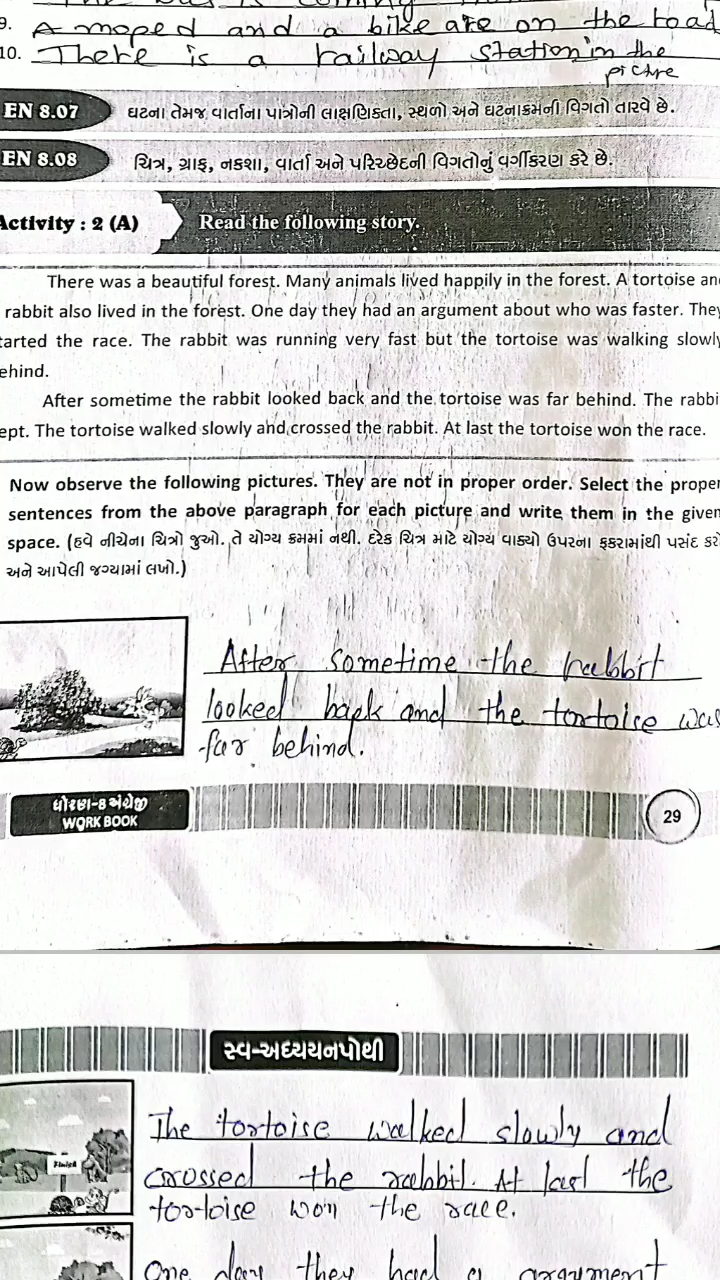 9. A moped and a bike are on the road
10. There is a railway station in the
picture
EN 8.07 ઘટના તેમજ વાર્તાના પાત્રોની લાક્ષણિકતા, સ્થળો અને ઘટનાક્રમની વિગતો તારવે છે.
EN 8.08 ચિત્ર, ગ્રાફ, નકશા, વાર્તા અને પરિચ્છેદની વિગતોનું વર્ગીકરણ કરે છે.
Activity : 2 (A) Read the following story.
There was a beautiful forest. Many animals lived happily in the forest. A tortoise an
rabbit also lived in the forest. One day they had an argument about who was faster. They
tarted the race. The rabbit was running very fast but the tortoise was walking slowly
ehind.
After sometime the rabbit looked back and the tortoise was far behind. The rabbi
ept. The tortoise walked slowly and crossed the rabbit. At last the tortoise won the race.
Now observe the following pictures. They are not in proper order. Select the proper
sentences from the above paragraph for each picture and write them in the given
space. (હવે નીચેના ચિત્રો જુઓ. તે યોગ્ય ક્રમમાં નથી. દરેક ચિત્ર માટે યોગ્ય વાક્યો ઉપરના ફકરામાંથી પસંદ કરો
અને આપેલી જગ્યામાં લખો.)
After sometime the rabbit
looked back and the tortoise was
far behind.
ધોરણ-8 અંગ્રેજી
WORK BOOK
29
સ્વ-અધ્યયનપોથી
Finish
The tortoise walked slowly and
crossed the rabbit. At last the
tortoise won the race.
One day they had a argument